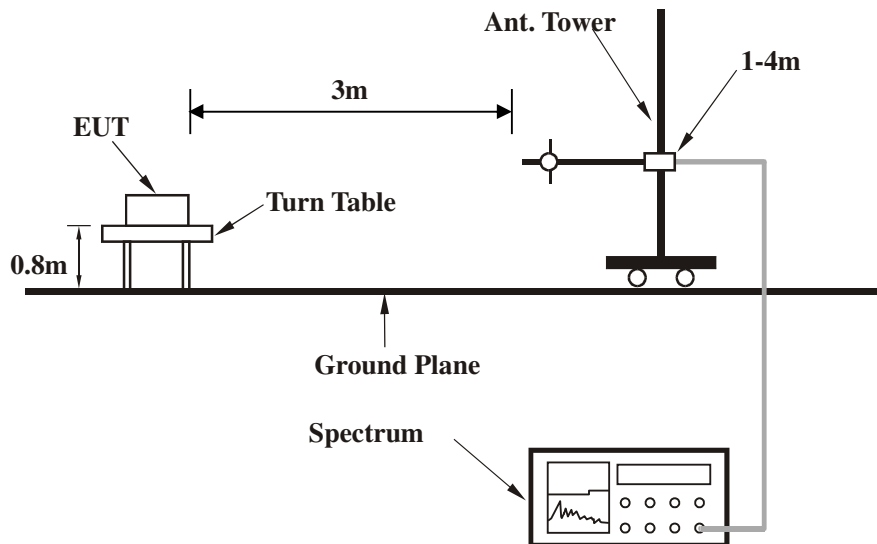 Ant. Tower
1-4m
3m
EUT
Turn Table
0.8m
Ground Plane
Spectrum